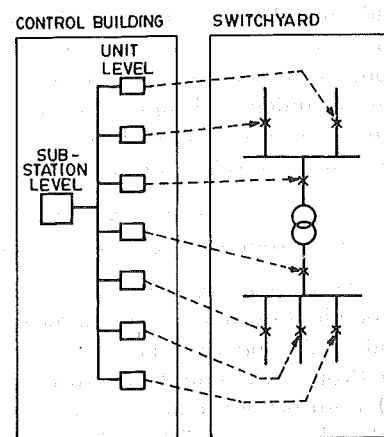 CONTROL BUILDING
SWITCHYARD
UNIT
LEVEL
SUB-
STATION
LEVEL